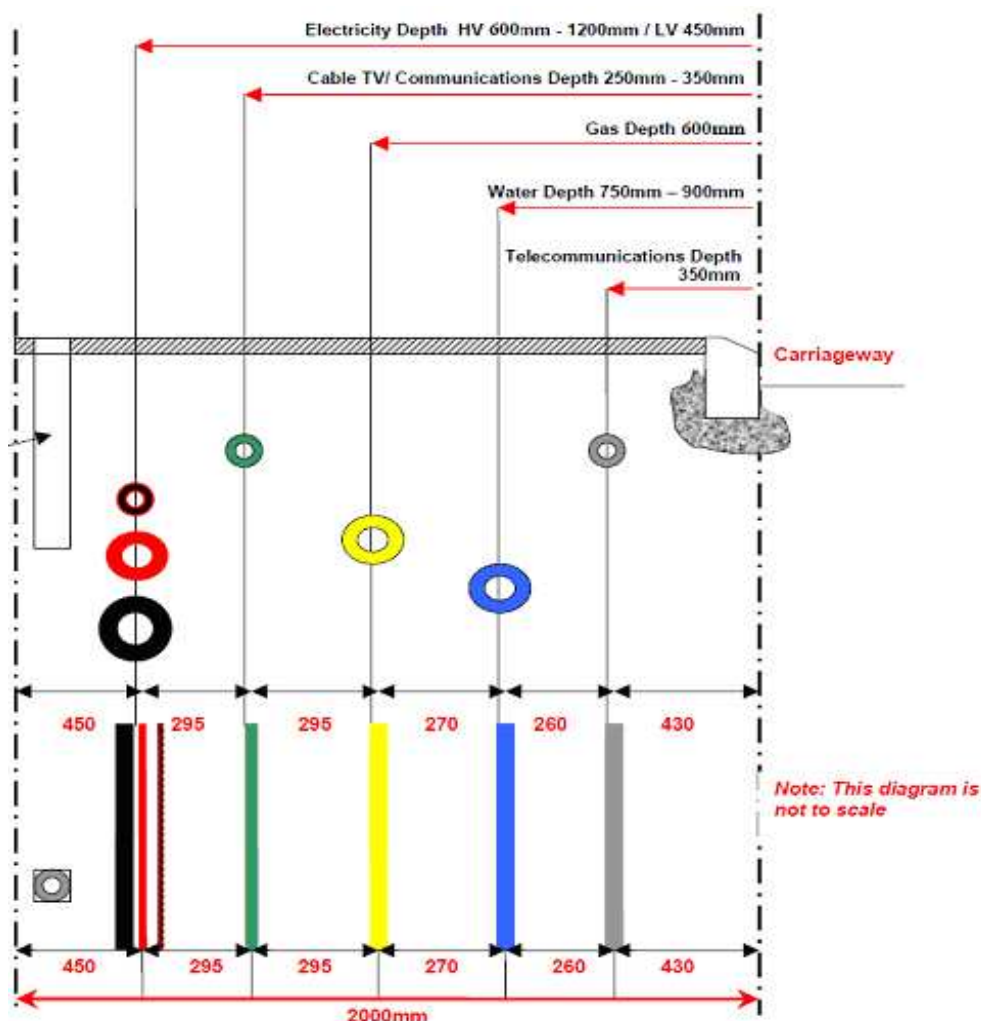 Electricity Depth HV 600mm - 1200mm / LV 450mm
Cable TV/ Communications Depth 250mm - 350mm
Gas Depth 600mm
Water Depth 750mm – 900mm
Telecommunications Depth
350mm
Carriageway
450 295 295 270 260 430
Note: This diagram is
not to scale
450 295 295 270 260 430
2000mm